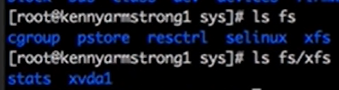 [root@kennyarmstrong1 sys]# ls fs
cgroup pstore resctrl selinux xfs
[root@kennyarmstrong1 sys]# ls fs/xfs
stats xvda1